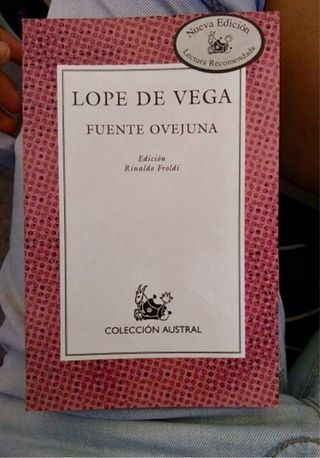 Nueva Edición
Lectura Recomendada
LOPE DE VEGA
FUENTE OVEJUNA
Edición
Rinaldo Froldi
COLECCIÓN AUSTRAL